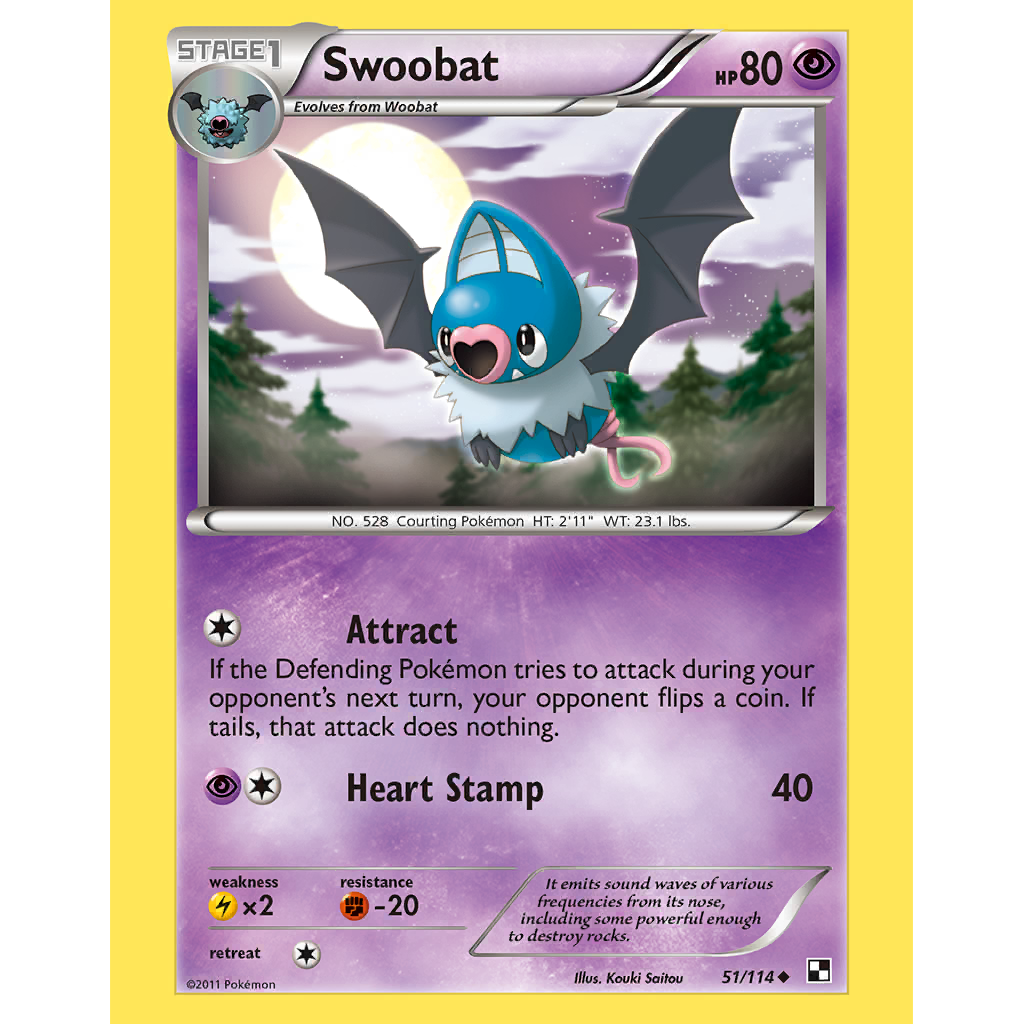 STAGE1
Swoobat
HP80
Evolves from Woobat
NO. 528 Courting Pokémon HT: 2'11" WT: 23.1 lbs.
Attract
If the Defending Pokémon tries to attack during your
opponent's next turn, your opponent flips a coin. If
tails, that attack does nothing.
Heart Stamp 40
weakness resistance
×2 -20
retreat
It emits sound waves of various
frequencies from its nose,
including some powerful enough
to destroy rocks.
Illus. Kouki Saitou 51/114
©2011 Pokémon